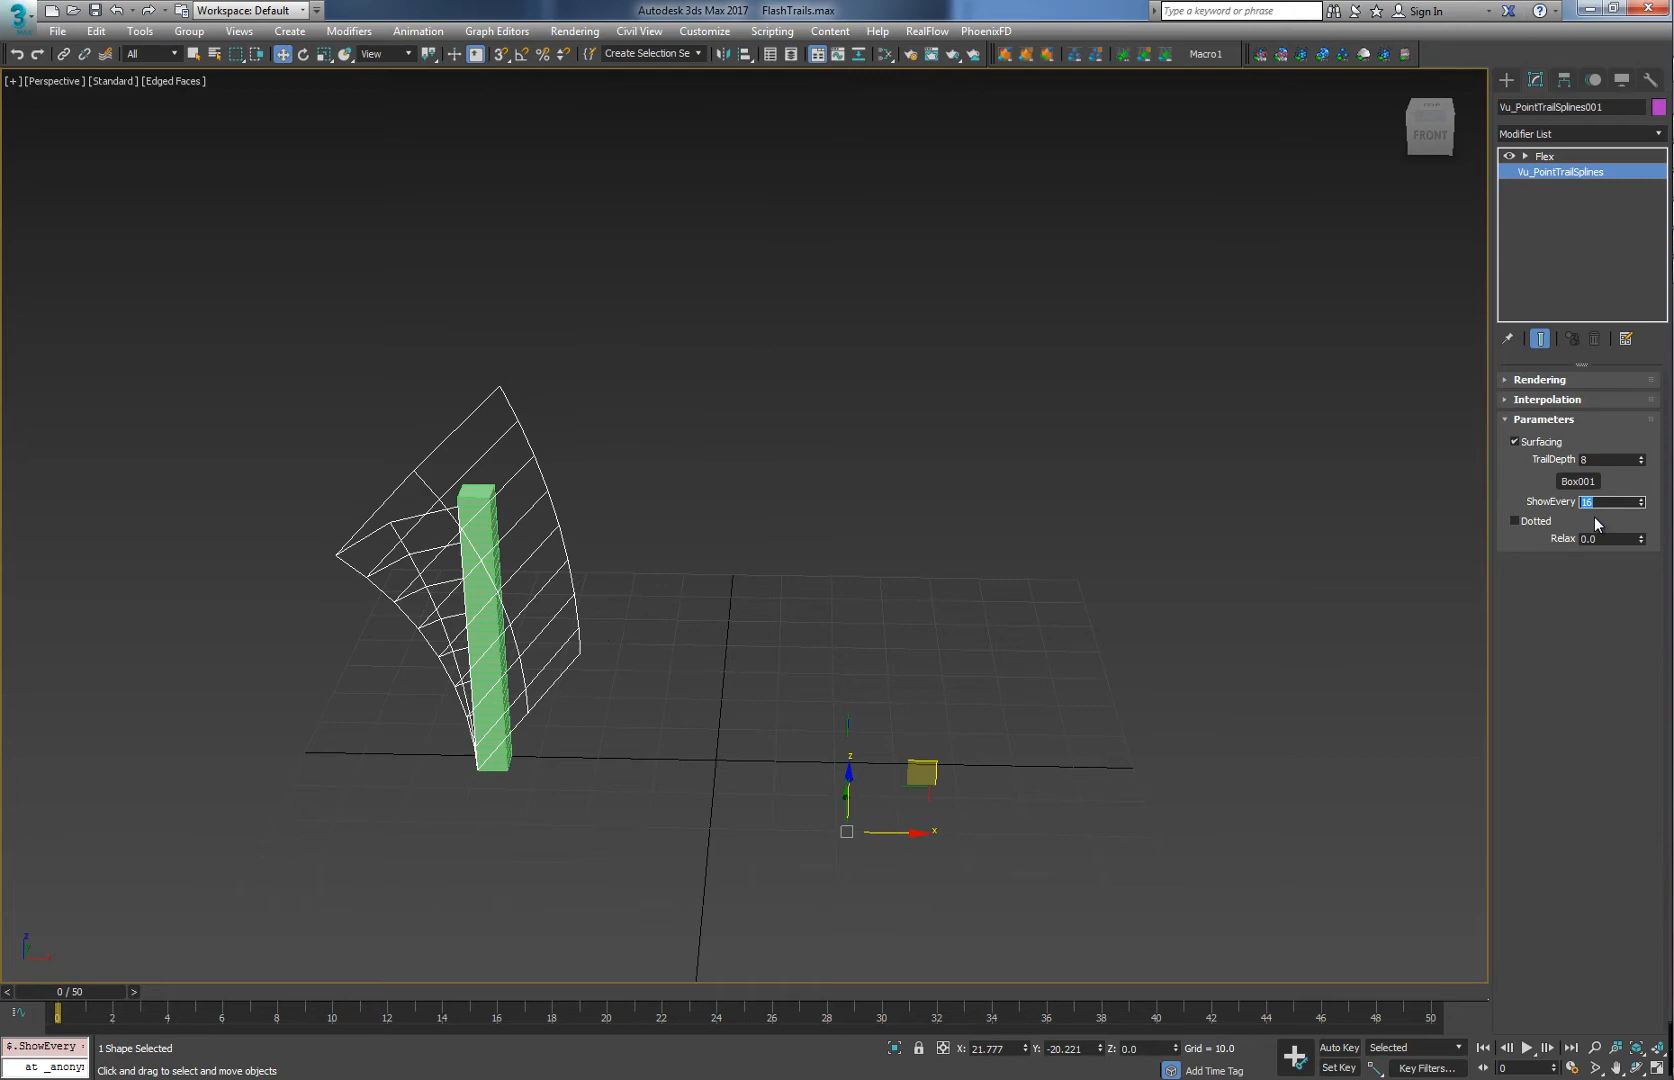 Workspace: Default
Autodesk 3ds Max 2017 FlashTrails.max
Type a keyword or phrase
Sign In
File Edit Tools Group Views Create Modifiers Animation Graph Editors Rendering Civil View Customize Scripting Content Help RealFlow PhoenixFD
All
View
Create Selection Se
Macro1
[+] [Perspective] [Standard] [Edged Faces]
FRONT
Vu_PointTrailSplines001
Modifier List
Flex
Vu_PointTrailSplines
Rendering
Interpolation
Parameters
Surfacing
TrailDepth 8
Box001
ShowEvery 16
Dotted
Relax 0.0
z
x
z
0 / 50
0 2 4 6 8 10 12 14 16 18 20 22 24 26 28 30 32 34 36 38 40 42 44 46 48 50
$.ShowEvery
1 Shape Selected
X: 21.777 Y: -20.221 Z: 0.0 Grid = 10.0
Auto Key Selected
at _anony
Click and drag to select and move objects
Add Time Tag
Set Key Key Filters...
0